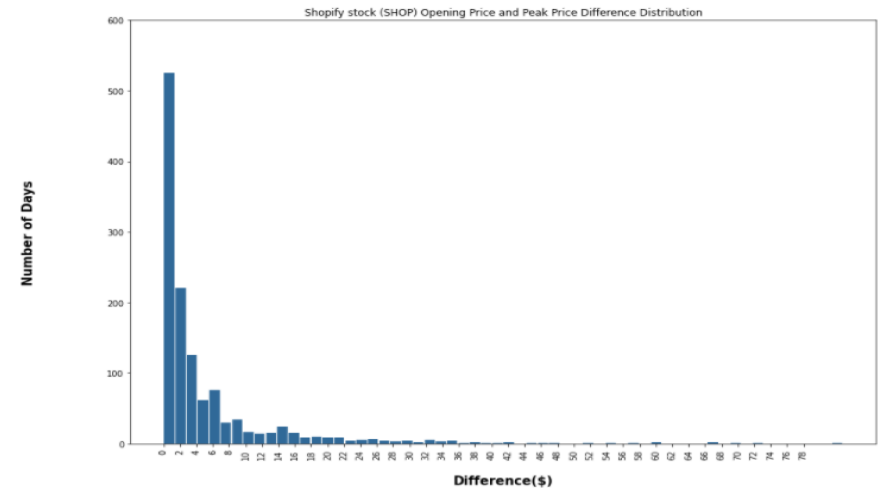 Shopify stock (SHOP) Opening Price and Peak Price Difference Distribution
600
500
400
300
200
100
0
Number of Days
0 2 4 6 8 10 12 14 16 18 20 22 24 26 28 30 32 34 36 38 40 42 44 46 48 50 52 54 56 58 60 62 64 66 68 70 72 74 76 78
Difference($)